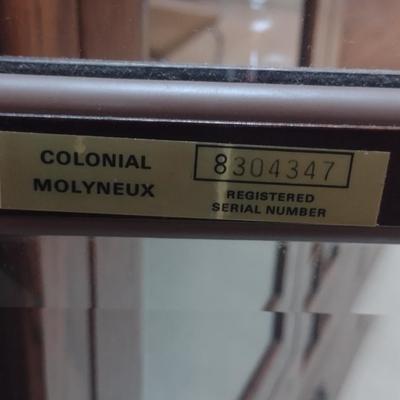 COLONIAL
MOLYNEUX
8304347
REGISTERED
SERIAL NUMBER